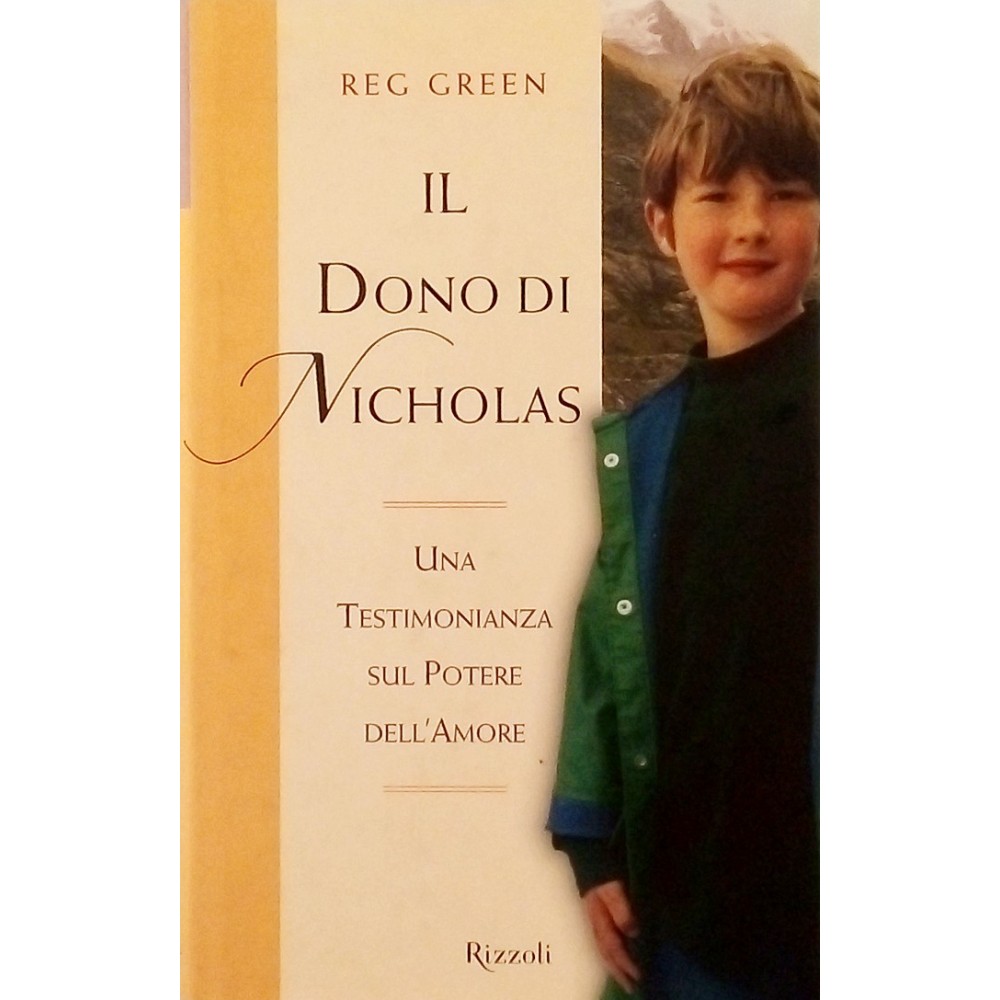 REG GREEN
IL
DONO DI
NICHOLAS
UNA
TESTIMONIANZA
SUL POTERE
DELL'AMORE
Rizzoli